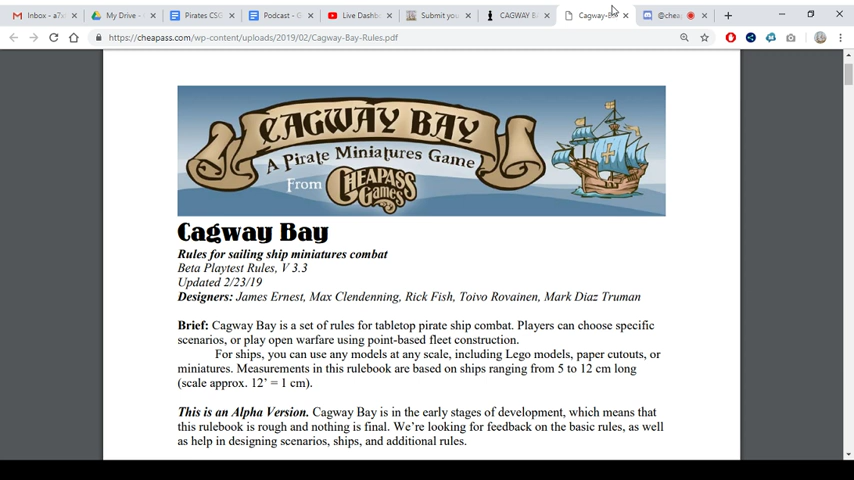 Inbox - a7x
My Drive -
Pirates CSG
Podcast - G
Live Dashb
Submit you
CAGWAY B
Cagway-B
@chea
https://cheapass.com/wp-content/uploads/2019/02/Cagway-Bay-Rules.pdf
CAGWAY BAY
A Pirate Miniatures Game
From CHEAPASS
Games
Cagway Bay
Rules for sailing ship miniatures combat
Beta Playtest Rules, V 3.3
Updated 2/23/19
Designers: James Ernest, Max Clendenning, Rick Fish, Toivo Rovainen, Mark Diaz Truman
Brief: Cagway Bay is a set of rules for tabletop pirate ship combat. Players can choose specific
scenarios, or play open warfare using point-based fleet construction.
For ships, you can use any models at any scale, including Lego models, paper cutouts, or
miniatures. Measurements in this rulebook are based on ships ranging from 5 to 12 cm long
(scale approx. 12’ = 1 cm).
This is an Alpha Version. Cagway Bay is in the early stages of development, which means that
this rulebook is rough and nothing is final. We’re looking for feedback on the basic rules, as well
as help in designing scenarios, ships, and additional rules.